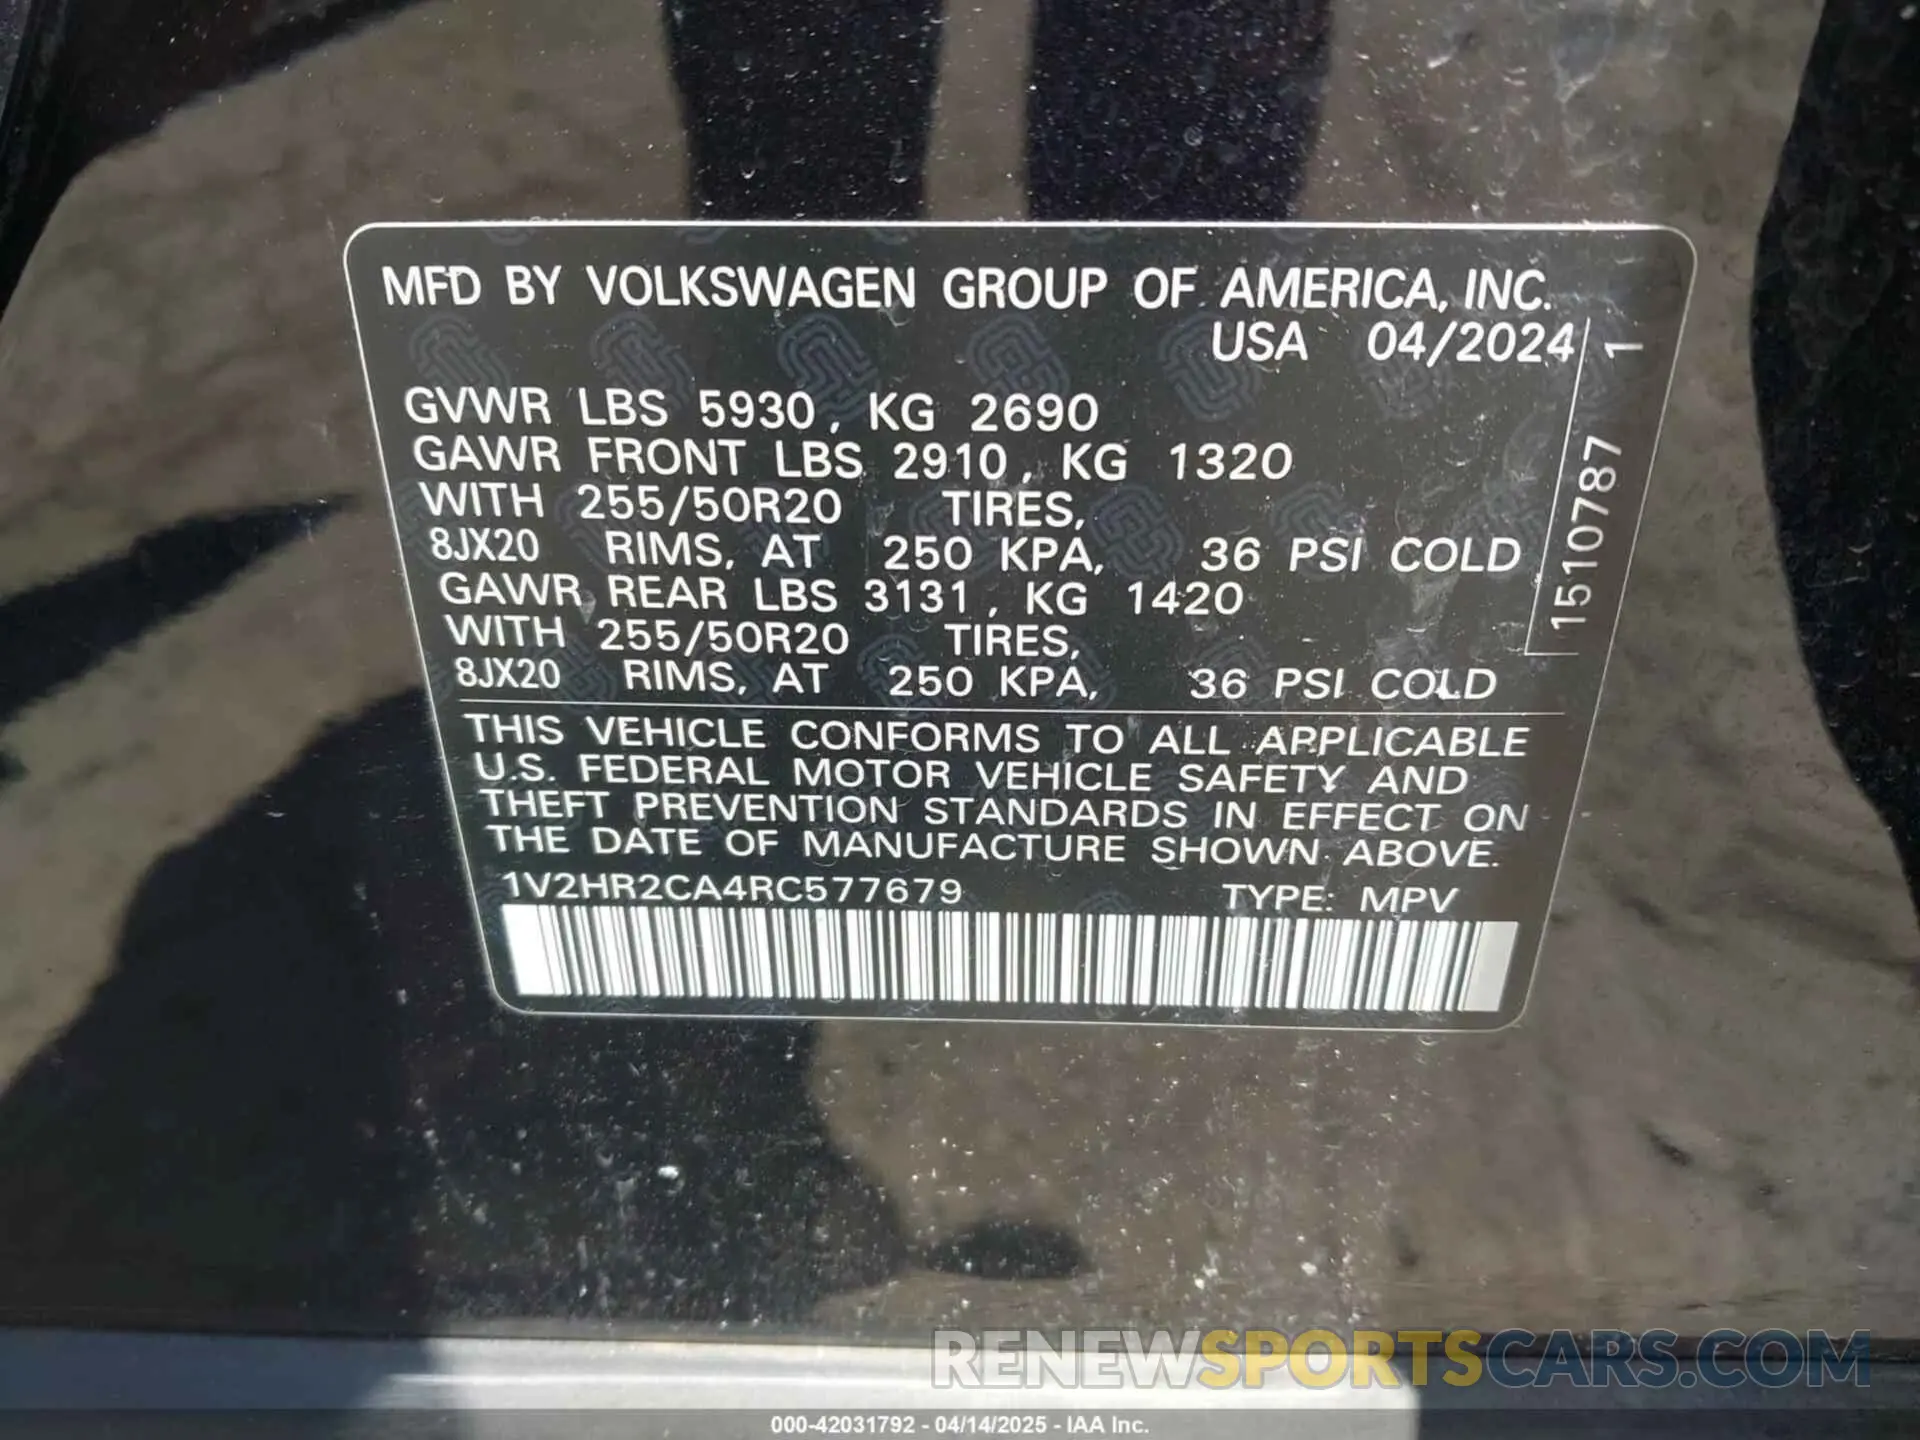 MFD BY VOLKSWAGEN GROUP OF AMERICA, INC.
USA 04/2024
GVWR LBS 5930, KG 2690
GAWR FRONT LBS 2910, KG 1320
WITH 255/50R20 TIRES,
8JX20 RIMS, AT 250 KPA, 36 PSI COLD
GAWR REAR LBS 3131, KG 1420
WITH 255/50R20 TIRES,
8JX20 RIMS, AT 250 KPA, 36 PSI COLD
1510787 1
THIS VEHICLE CONFORMS TO ALL APPLICABLE
U.S. FEDERAL MOTOR VEHICLE SAFETY AND
THEFT PREVENTION STANDARDS IN EFFECT ON
THE DATE OF MANUFACTURE SHOWN ABOVE.
1V2HR2CA4RC577679 TYPE: MPV
RENEWSPORTSCARS.COM
000-42031792 - 04/14/2025 - IAA Inc.